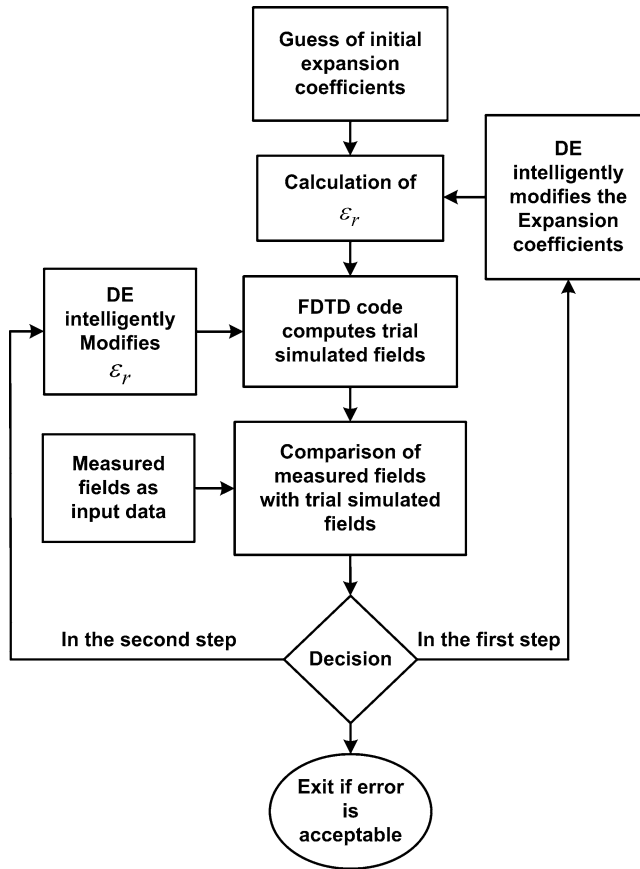 Guess of initial
expansion
coefficients
Calculation of
εr
DE
intelligently
modifies the
Expansion
coefficients
DE
intelligently
Modifies
εr
FDTD code
computes trial
simulated fields
Measured
fields as
input data
Comparison of
measured fields
with trial simulated
fields
In the second step
Decision
In the first step
Exit if error
is
acceptable